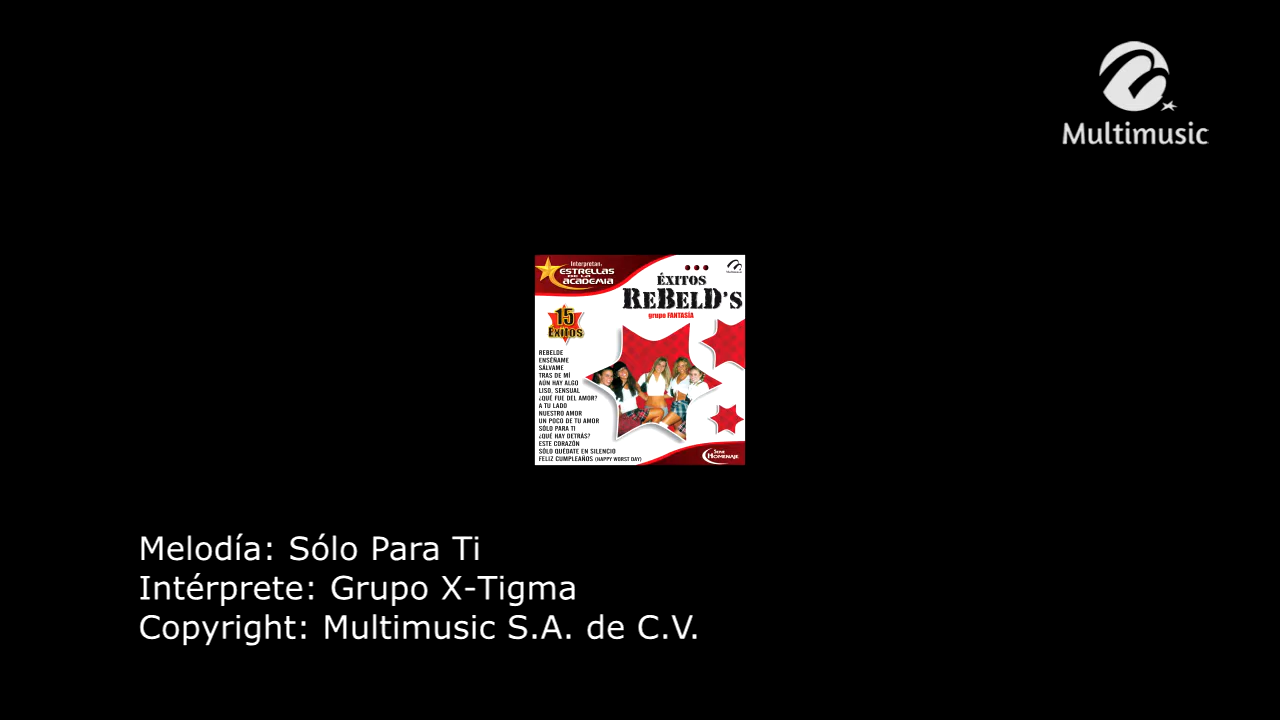 Multimusic
Interpretan:
ESTRELLAS
DE LA
ACADEMIA
ÉXITOS
REBELD'S
grupo FANTASÍA
15
Éxitos
REBELDE
ENSÉÑAME
SÁLVAME
TRAS DE MÍ
AÚN HAY ALGO
LISO, SENSUAL
¿QUÉ FUE DEL AMOR?
A TU LADO
NUESTRO AMOR
UN POCO DE TU AMOR
SÓLO PARA TI
¿QUÉ HAY DETRÁS?
ESTE CORAZÓN
SÓLO QUÉDATE EN SILENCIO
FELIZ CUMPLEAÑOS (HAPPY WORST DAY)
Serie
HOMENAJE
Melodía: Sólo Para Ti
Intérprete: Grupo X-Tigma
Copyright: Multimusic S.A. de C.V.